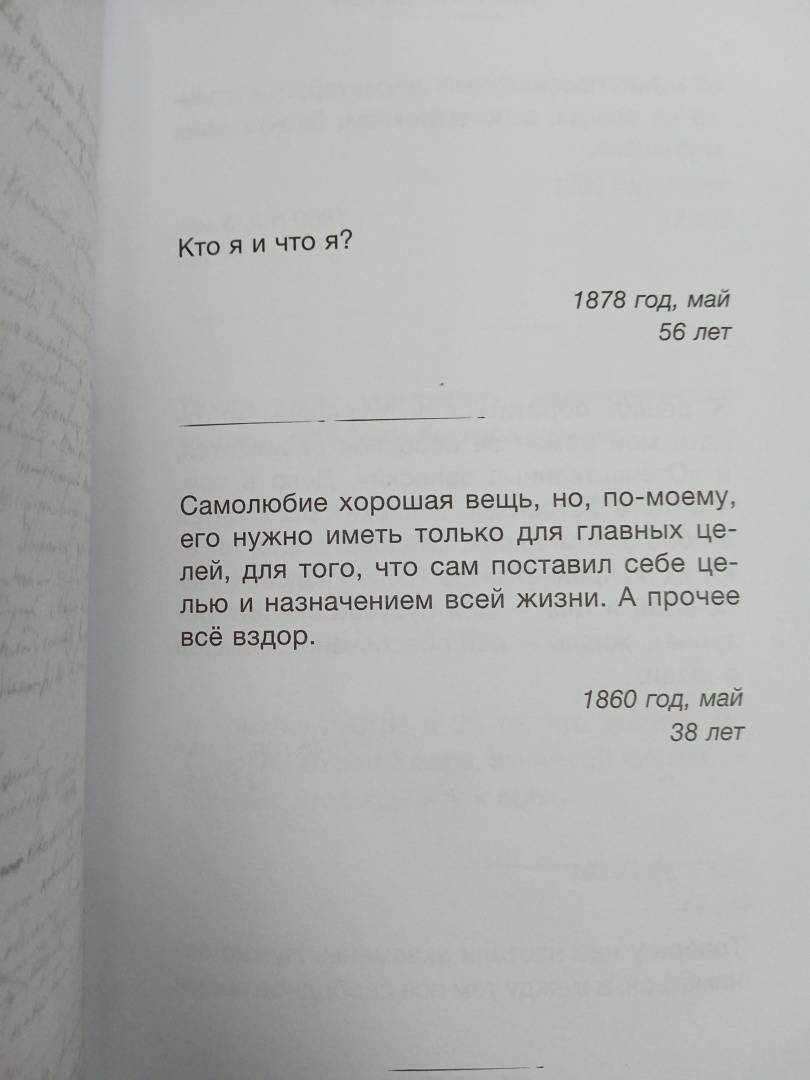 Кто я и что я?
1878 год, май
56 лет
Самолюбие хорошая вещь, но, по-моему,
его нужно иметь только для главных це-
лей, для того, что сам поставил себе це-
лью и назначением всей жизни. А прочее
всё вздор.
1860 год, май
38 лет